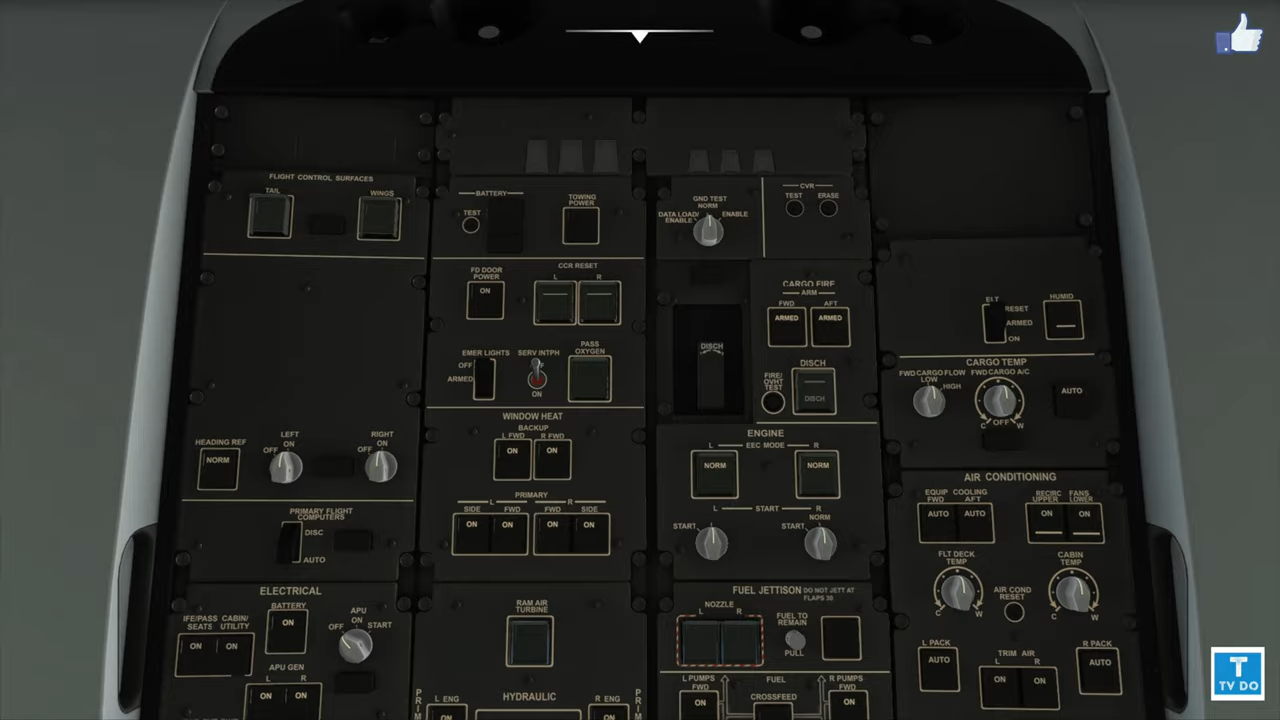 FLIGHT CONTROL SURFACES
TAIL
WINGS
HEADING REF
NORM
LEFT
OFF ON
RIGHT
OFF ON
PRIMARY FLIGHT
COMPUTERS
DISC
AUTO
ELECTRICAL
IFE/PASS
SEATS
CABIN/
UTILITY
ON
ON
BATTERY
ON
APU
OFF ON START
APU GEN
L R
ON
ON
BATTERY
TEST
TOWING
POWER
FD DOOR
POWER
ON
CCR RESET
L R
EMER LIGHTS
OFF
ARMED
SERV INTPH
ON
PASS
OXYGEN
WINDOW HEAT
BACKUP
L FWD R FWD
ON
ON
PRIMARY
L R
SIDE FWD FWD SIDE
ON
ON
ON
ON
RAM AIR
TURBINE
HYDRAULIC
L ENG
ON
R ENG
ON
P
R
I
M
P
R
I
M
GND TEST
NORM
DATA LOAD/
ENABLE
ENABLE
CVR
TEST ERASE
DISCH
CARGO FIRE
ARM
FWD AFT
ARMED
ARMED
FIRE/
OVHT
TEST
DISCH
DISCH
ENGINE
L EEC MODE R
NORM
NORM
L START R
START
START
NORM
FUEL JETTISON DO NOT JETT AT
FLAPS 30
NOZZLE
L R
FUEL TO
REMAIN
PULL
FUEL
L PUMPS
FWD
ON
CROSSFEED
R PUMPS
FWD
ON
ELT
RESET
ARMED
ON
HUMID
CARGO TEMP
FWD CARGO FLOW
LOW
HIGH
FWD CARGO A/C
C OFF W
AUTO
AIR CONDITIONING
EQUIP COOLING
FWD AFT
AUTO
AUTO
RECIRC FANS
UPPER LOWER
ON
ON
FLT DECK
TEMP
C W
AIR COND
RESET
CABIN
TEMP
C W
L PACK
AUTO
TRIM AIR
L R
ON
ON
R PACK
AUTO
T
TV DO